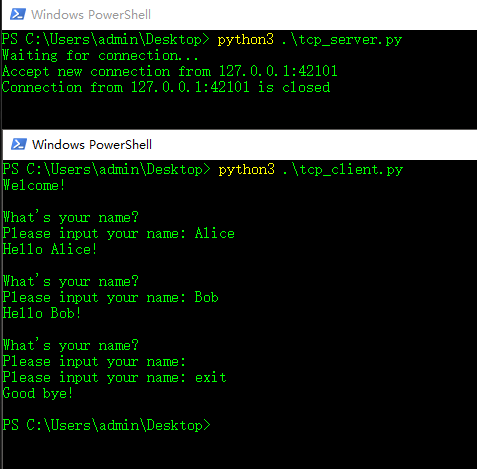 Windows PowerShell
PS C:\Users\admin\Desktop> python3 .\tcp_server.py
Waiting for connection...
Accept new connection from 127.0.0.1:42101
Connection from 127.0.0.1:42101 is closed
Windows PowerShell
PS C:\Users\admin\Desktop> python3 .\tcp_client.py
Welcome!
What's your name?
Please input your name: Alice
Hello Alice!
What's your name?
Please input your name: Bob
Hello Bob!
What's your name?
Please input your name:
Please input your name: exit
Good bye!
PS C:\Users\admin\Desktop>